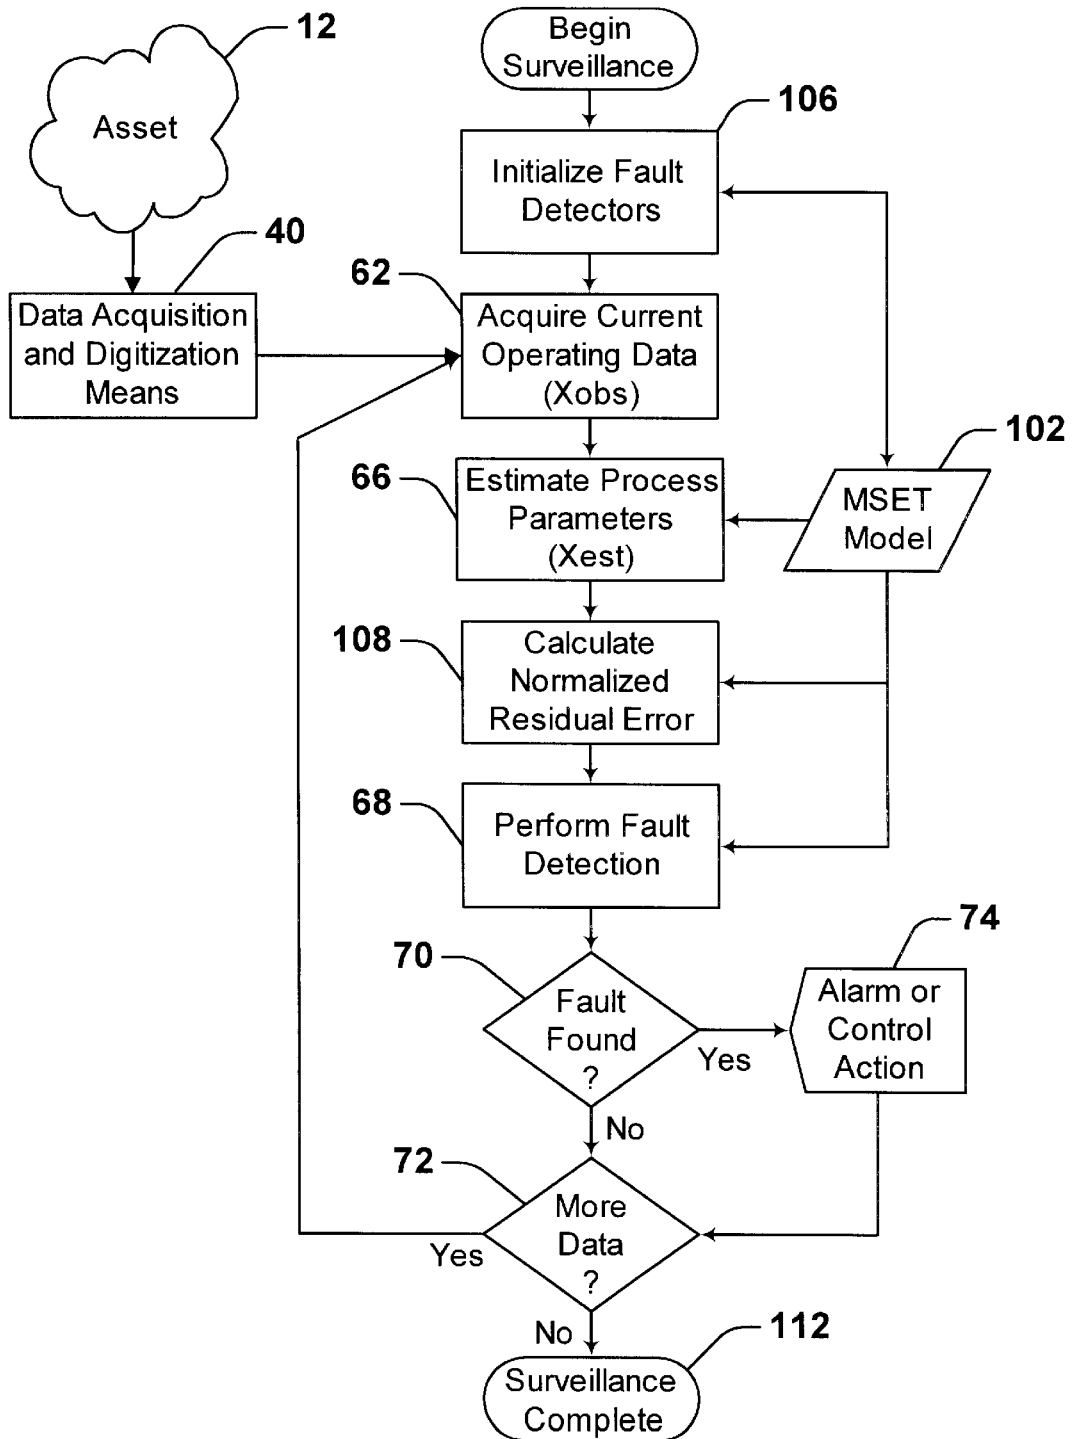 12
Begin
Surveillance
Asset
106
Initialize Fault
Detectors
40
Data Acquisition
and Digitization
Means
62
Acquire Current
Operating Data
(Xobs)
102
MSET
Model
66
Estimate Process
Parameters
(Xest)
108
Calculate
Normalized
Residual Error
68
Perform Fault
Detection
70
Fault
Found
?
Yes
74
Alarm or
Control
Action
No
72
More
Data
?
Yes
No
112
Surveillance
Complete